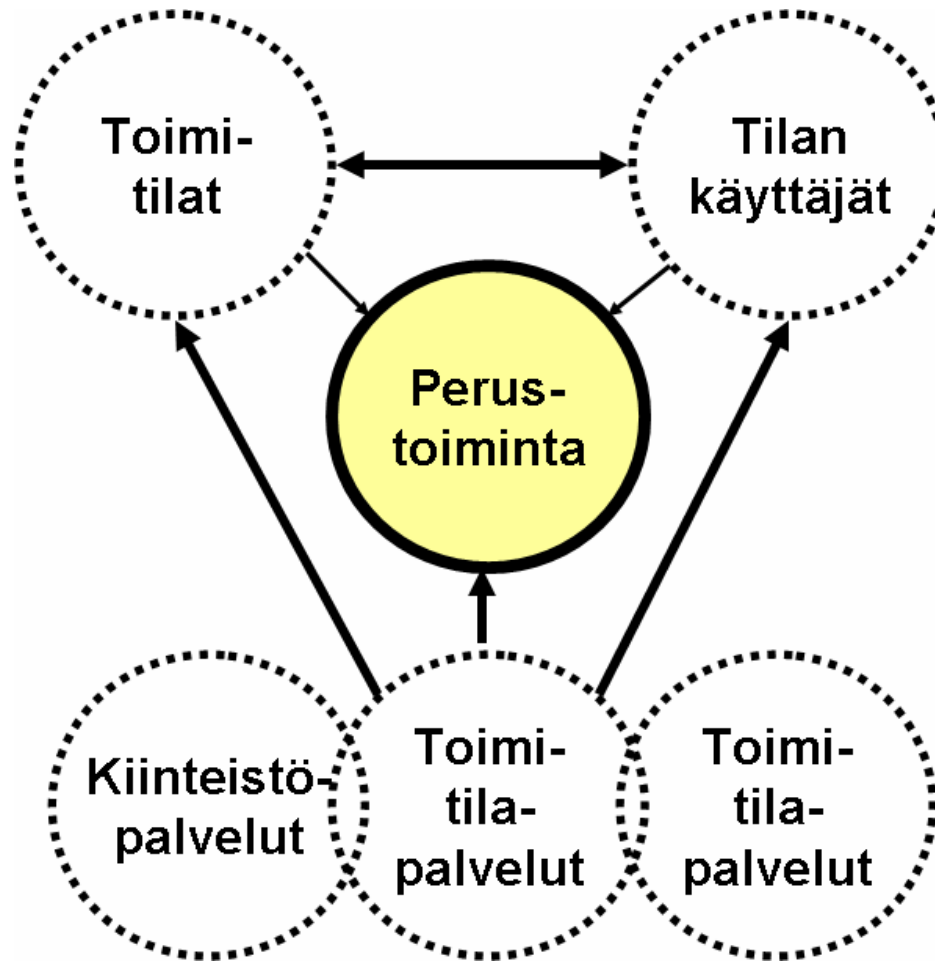 Toimi-
tilat
Tilan
käyttäjät
Perus-
toiminta
Kiinteistö-
palvelut
Toimi-
tila-
palvelut
Toimi-
tila-
palvelut